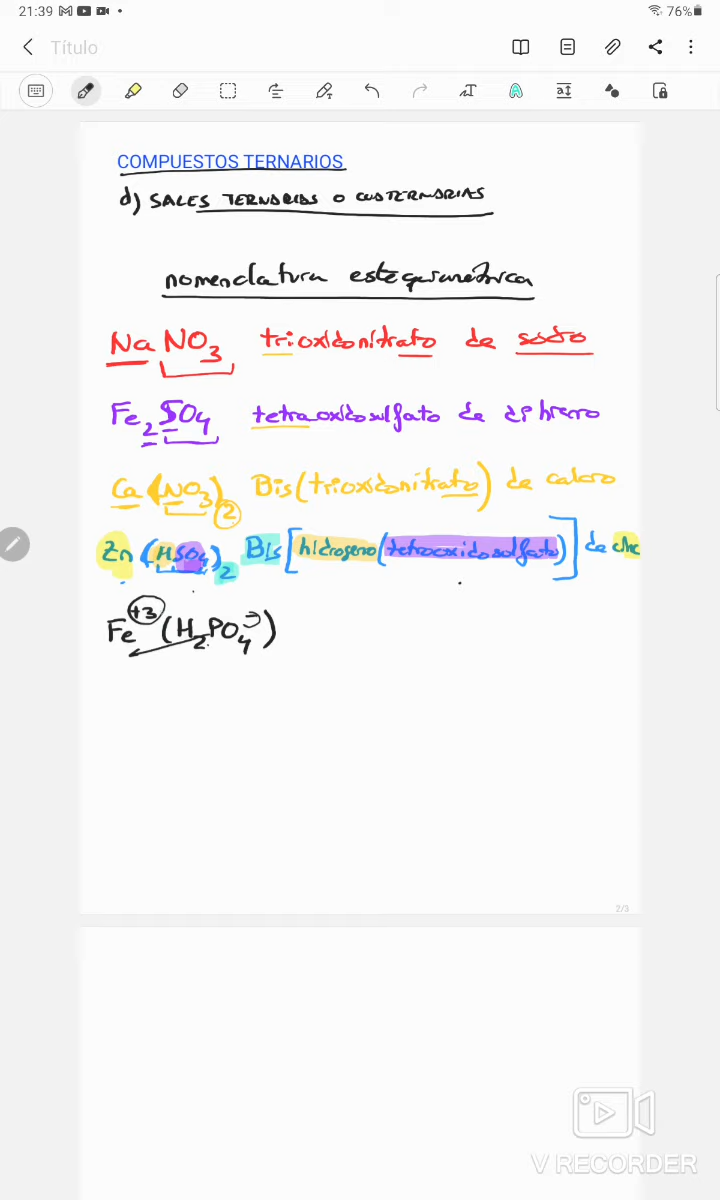 21:39 76%
Título
COMPUESTOS TERNARIOS
d) SALES TERNARIAS O CUATERNARIAS
nomenclatura estequiométrica
NaNO3 trioxidonitrato de sodio
Fe2SO4 tetraoxidosulfato de dihierro
Ca(NO3)2 Bis(trioxidonitrato) de calcio
Zn(HSO4)2 Bis[hidrogeno(tetraoxidosulfato)] de
Fe+3(H2PO4-)
2/3
V RECORDER